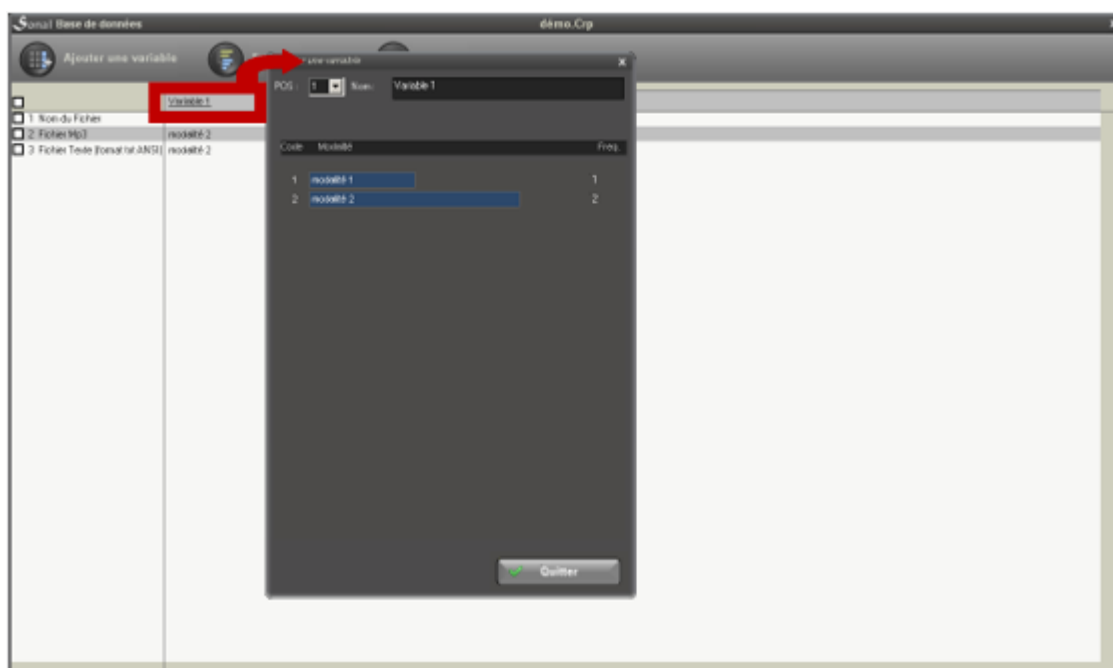 Sonal Base de données
démo.Crp
Ajouter une variable
une variable
x
POS : 1 Nom : Variable 1
Variable 1
1 Nom du Fichier
2 Fichier Mp3 modalité 2
3 Fichier Texte (format txt ANSI) modalité 2
Code Modalité Freq.
1 modalité 1 1
2 modalité 2 2
Quitter